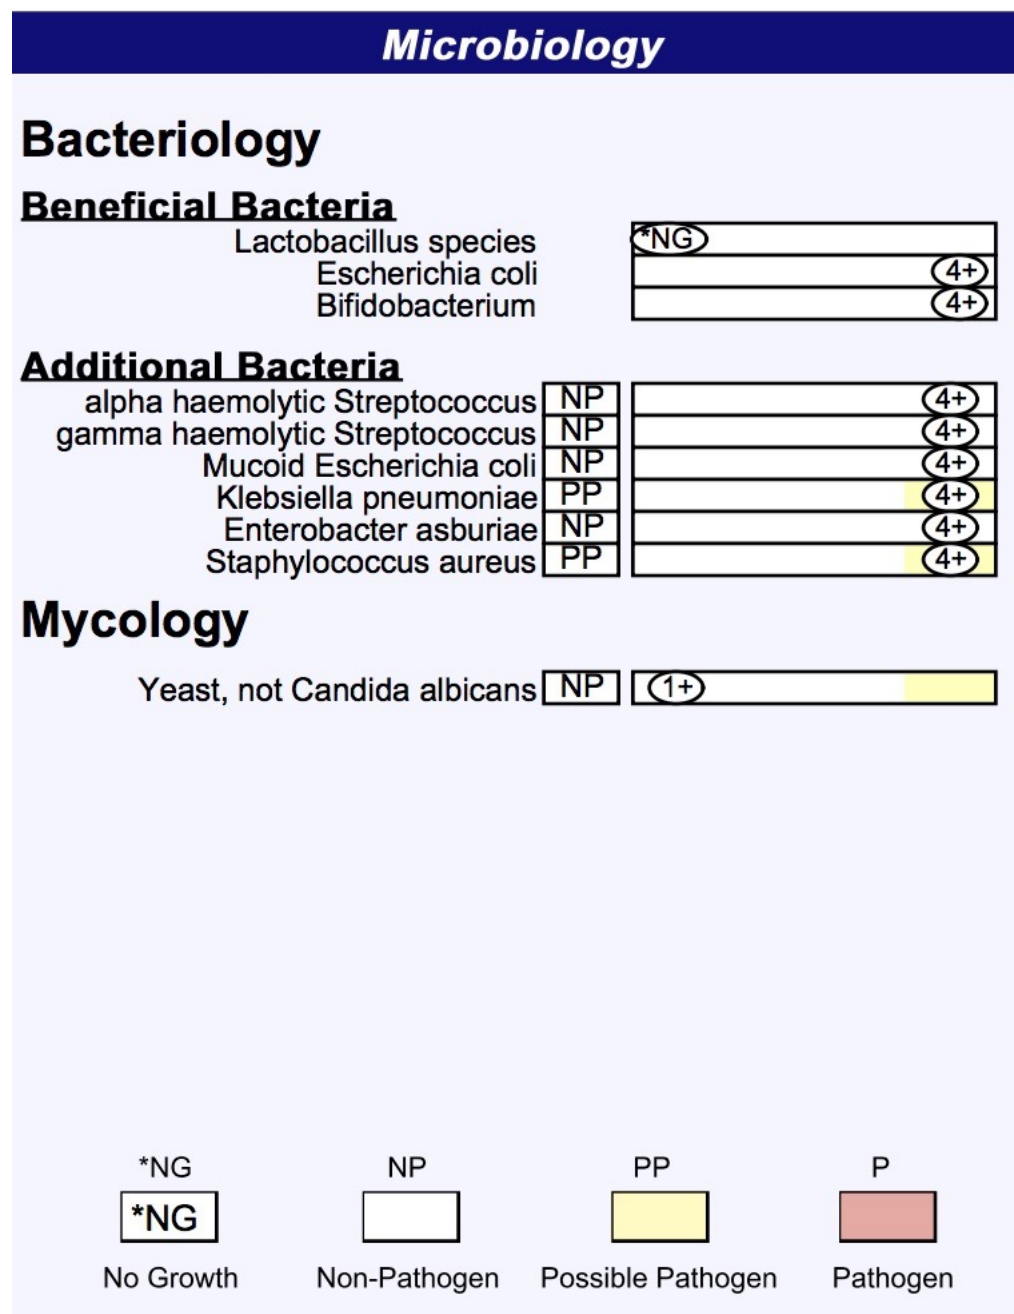 Microbiology
Bacteriology
Beneficial Bacteria
Lactobacillus species *NG
Escherichia coli 4+
Bifidobacterium 4+
Additional Bacteria
alpha haemolytic Streptococcus NP 4+
gamma haemolytic Streptococcus NP 4+
Mucoid Escherichia coli NP 4+
Klebsiella pneumoniae PP 4+
Enterobacter asburiae NP 4+
Staphylococcus aureus PP 4+
Mycology
Yeast, not Candida albicans NP 1+
*NG NP PP P
*NG
No Growth Non-Pathogen Possible Pathogen Pathogen